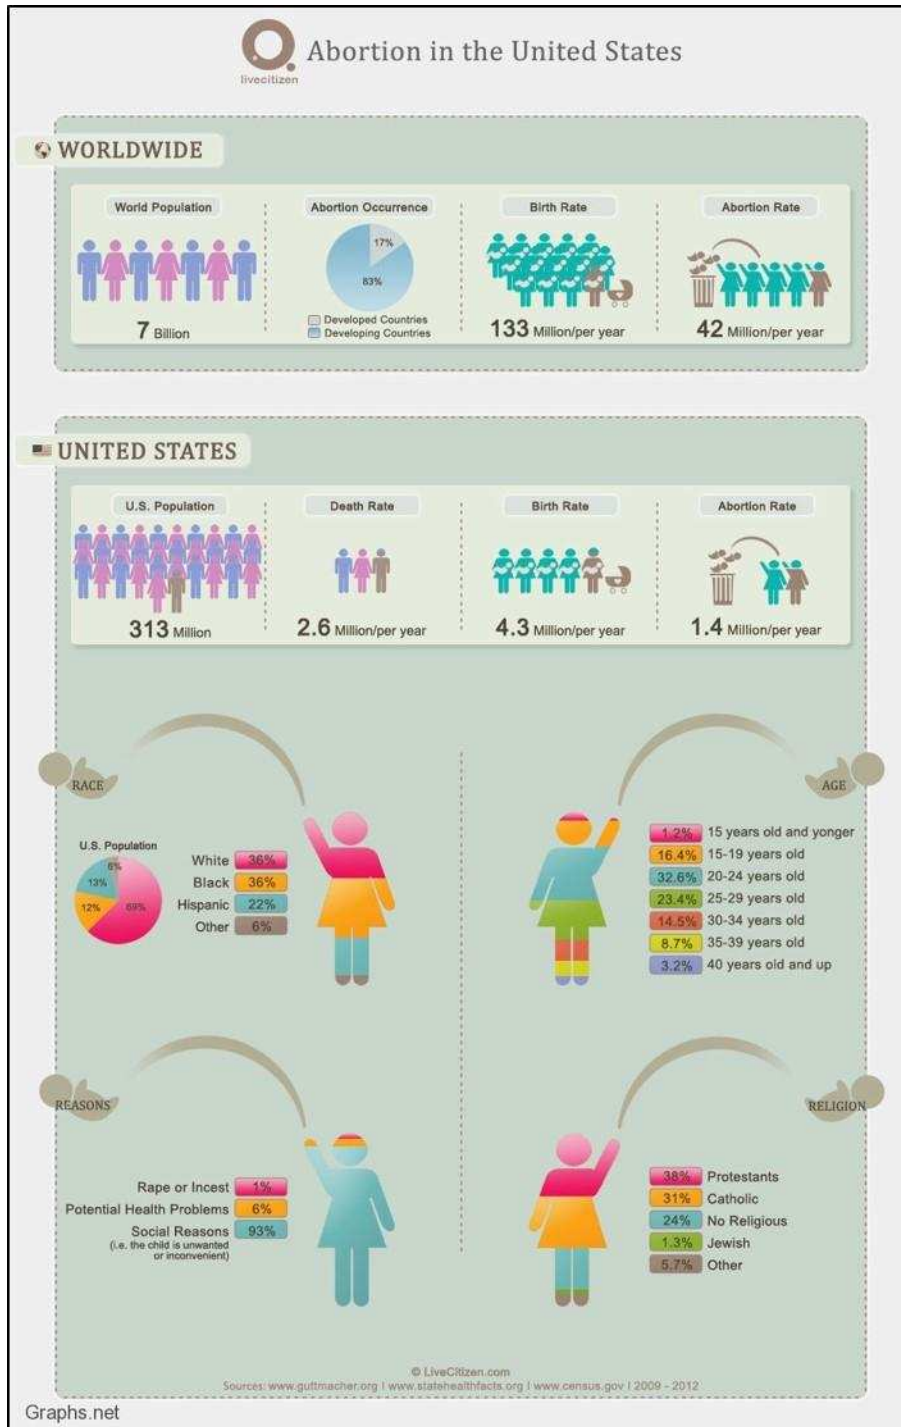 livecitizen
Abortion in the United States
WORLDWIDE
World Population
7 Billion
Abortion Occurrence
17%
83%
Developed Countries
Developing Countries
Birth Rate
133 Million/per year
Abortion Rate
42 Million/per year
UNITED STATES
U.S. Population
313 Million
Death Rate
2.6 Million/per year
Birth Rate
4.3 Million/per year
Abortion Rate
1.4 Million/per year
RACE
U.S. Population
6%
13%
12%
69%
White 36%
Black 36%
Hispanic 22%
Other 6%
AGE
1.2% 15 years old and yonger
16.4% 15-19 years old
32.6% 20-24 years old
23.4% 25-29 years old
14.5% 30-34 years old
8.7% 35-39 years old
3.2% 40 years old and up
REASONS
Rape or Incest 1%
Potential Health Problems 6%
Social Reasons 93%
(i.e. the child is unwanted
or inconvenient)
RELIGION
38% Protestants
31% Catholic
24% No Religious
1.3% Jewish
5.7% Other
© LiveCitizen.com
Sources: www.guttmacher.org | www.statehealthfacts.org | www.census.gov | 2009 - 2012
Graphs.net